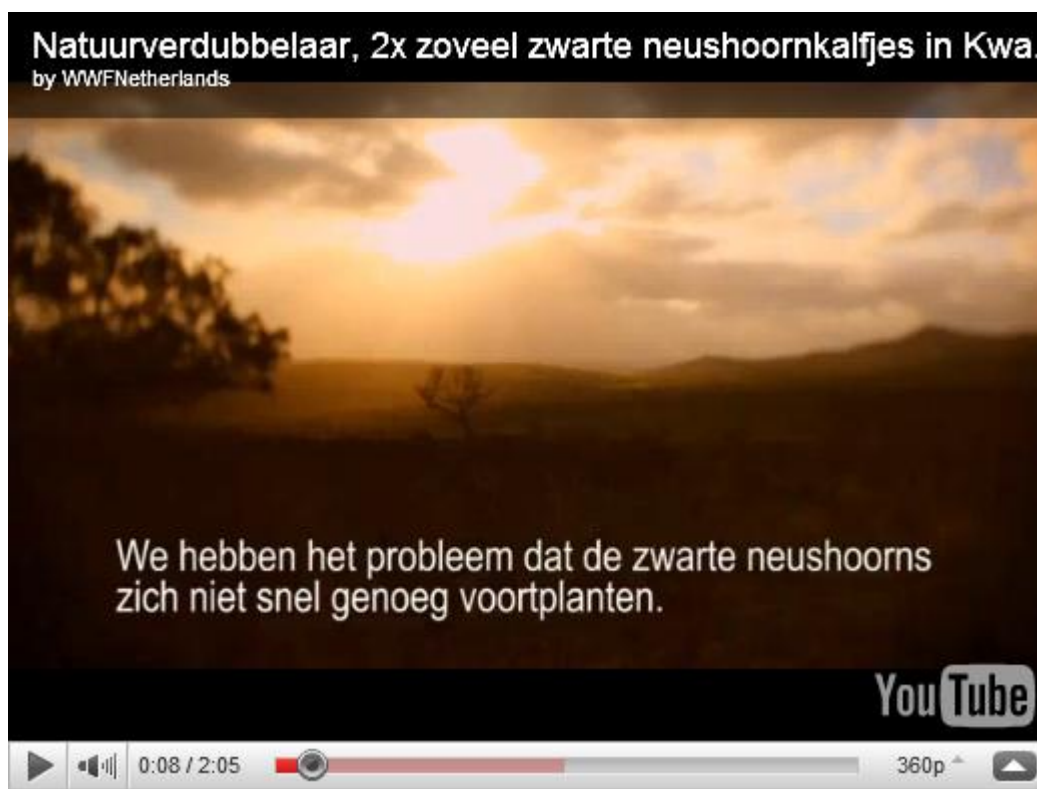 Natuurverdubbelaar, 2x zoveel zwarte neushoornkalfjes in Kwa.
by WWFNetherlands
We hebben het probleem dat de zwarte neushoorns
zich niet snel genoeg voortplanten.
YouTube
0:08 / 2:05 360p